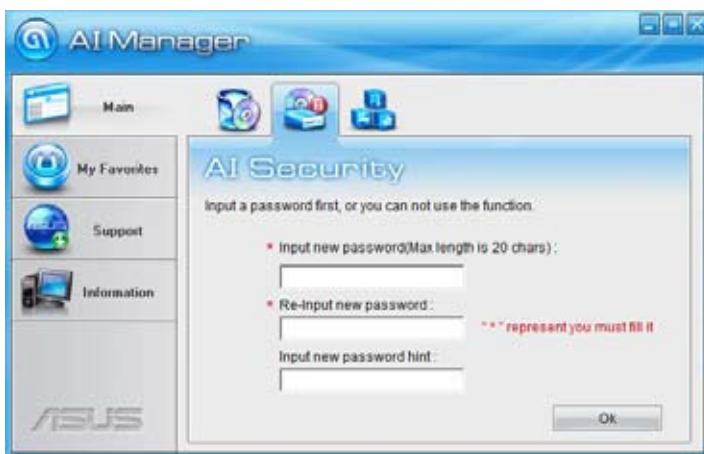 AI Manager
Main
My Favorites
Support
Information
ASUS
AI Security
Input a password first, or you can not use the function.
* Input new password(Max length is 20 chars) :
* Re-Input new password :
" * " represent you must fill it
Input new password hint :
Ok